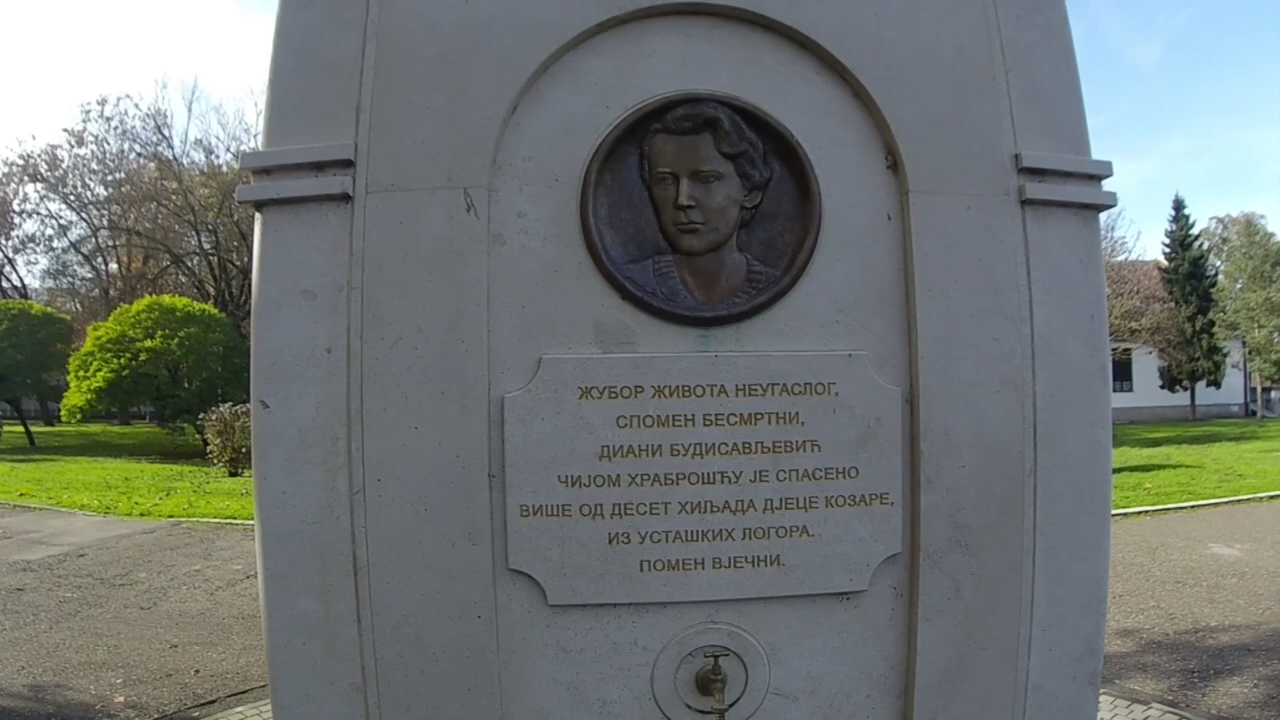 ЖУБОР ЖИВОТА НЕУГАСЛОГ,
СПОМЕН БЕСМРТНИ,
ДИАНИ БУДИСАВЉЕВИЋ
ЧИЈОМ ХРАБРОШЋУ ЈЕ СПАСЕНО
ВИШЕ ОД ДЕСЕТ ХИЉАДА ДЈЕЦЕ КОЗАРЕ,
ИЗ УСТАШКИХ ЛОГОРА.
ПОМЕН ВЈЕЧНИ.